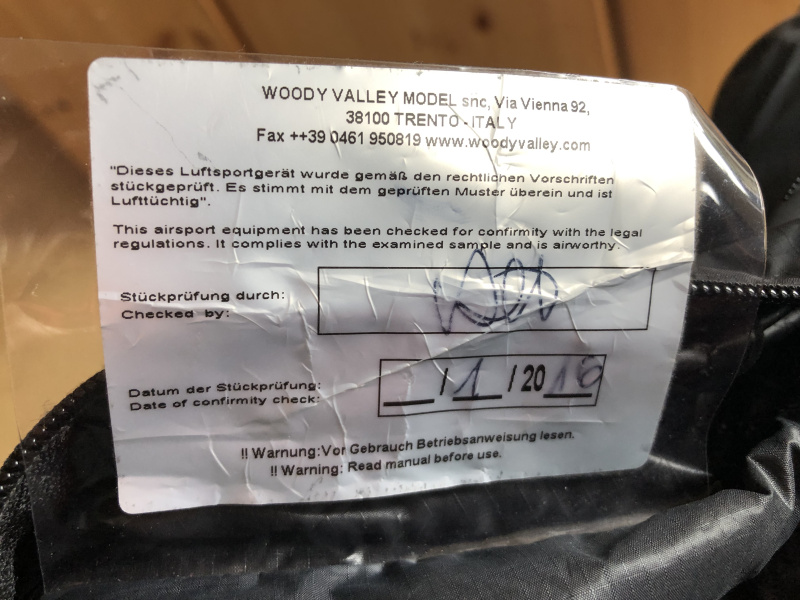 WOODY VALLEY MODEL snc, Via Vienna 92,
38100 TRENTO - ITALY
Fax ++39 0461 950819 www.woodyvalley.com
"Dieses Luftsportgerät wurde gemäß den rechtlichen Vorschriften
stückgeprüft. Es stimmt mit dem geprüften Muster überein und ist
Lufttüchtig".
This airsport equipment has been checked for confirmity with the legal
regulations. It complies with the examined sample and is airworthy.
Stückprüfung durch:
Checked by:
Datum der Stückprüfung:
Date of confirmity check:
__/1/2016
!! Warnung:Vor Gebrauch Betriebsanweisung lesen.
!! Warning: Read manual before use.